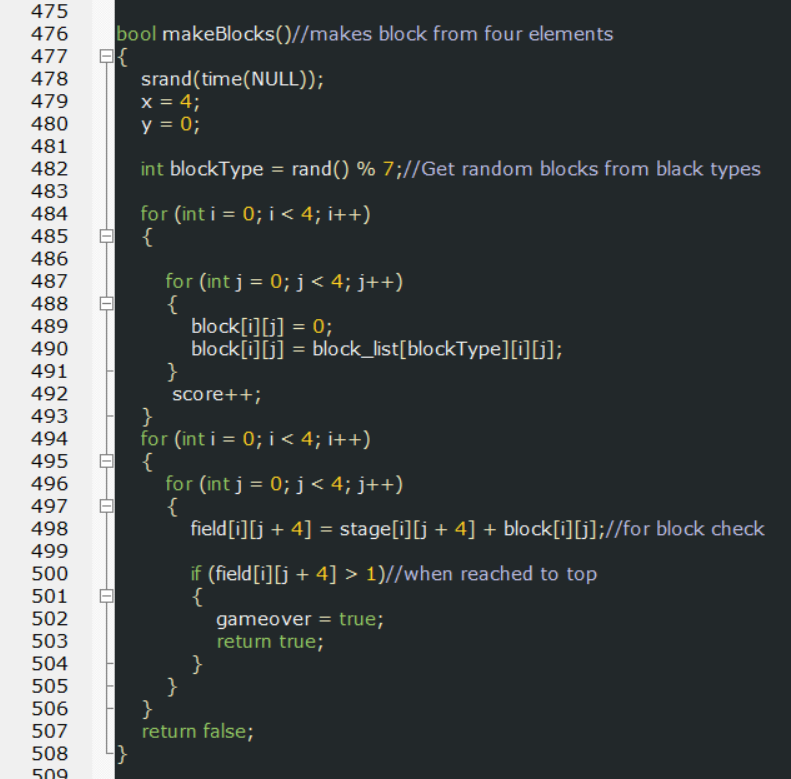 475
476 bool makeBlocks()//makes block from four elements
477 {
478 srand(time(NULL));
479 x = 4;
480 y = 0;
481
482 int blockType = rand() % 7;//Get random blocks from black types
483
484 for (int i = 0; i < 4; i++)
485 {
486
487 for (int j = 0; j < 4; j++)
488 {
489 block[i][j] = 0;
490 block[i][j] = block_list[blockType][i][j];
491 }
492 score++;
493 }
494 for (int i = 0; i < 4; i++)
495 {
496 for (int j = 0; j < 4; j++)
497 {
498 field[i][j + 4] = stage[i][j + 4] + block[i][j];//for block check
499
500 if (field[i][j + 4] > 1)//when reached to top
501 {
502 gameover = true;
503 return true;
504 }
505 }
506 }
507 return false;
508 }
509